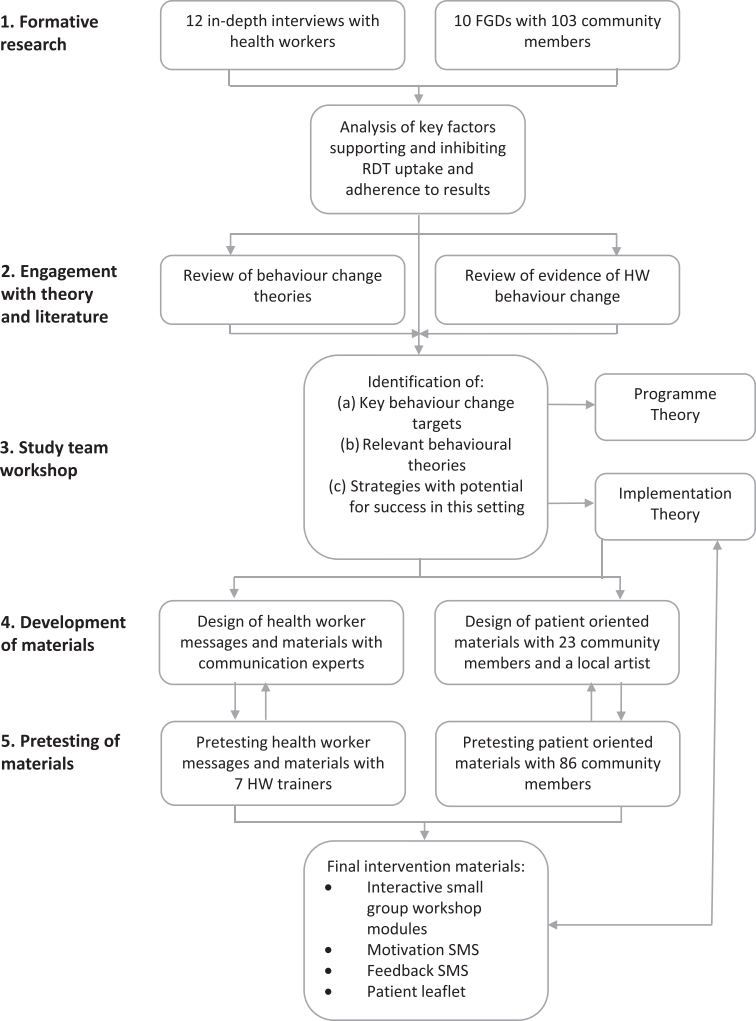 1. Formative
research
12 in-depth interviews with
health workers
10 FGDs with 103 community
members
Analysis of key factors
supporting and inhibiting
RDT uptake and
adherence to results
2. Engagement
with theory
and literature
Review of behaviour change
theories
Review of evidence of HW
behaviour change
3. Study team
workshop
Identification of:
(a) Key behaviour change
targets
(b) Relevant behavioural
theories
(c) Strategies with potential
for success in this setting
Programme
Theory
Implementation
Theory
4. Development
of materials
Design of health worker
messages and materials with
communication experts
Design of patient oriented
materials with 23 community
members and a local artist
5. Pretesting of
materials
Pretesting health worker
messages and materials with
7 HW trainers
Pretesting patient oriented
materials with 86 community
members
Final intervention materials:
• Interactive small
group workshop
modules
• Motivation SMS
• Feedback SMS
• Patient leaflet